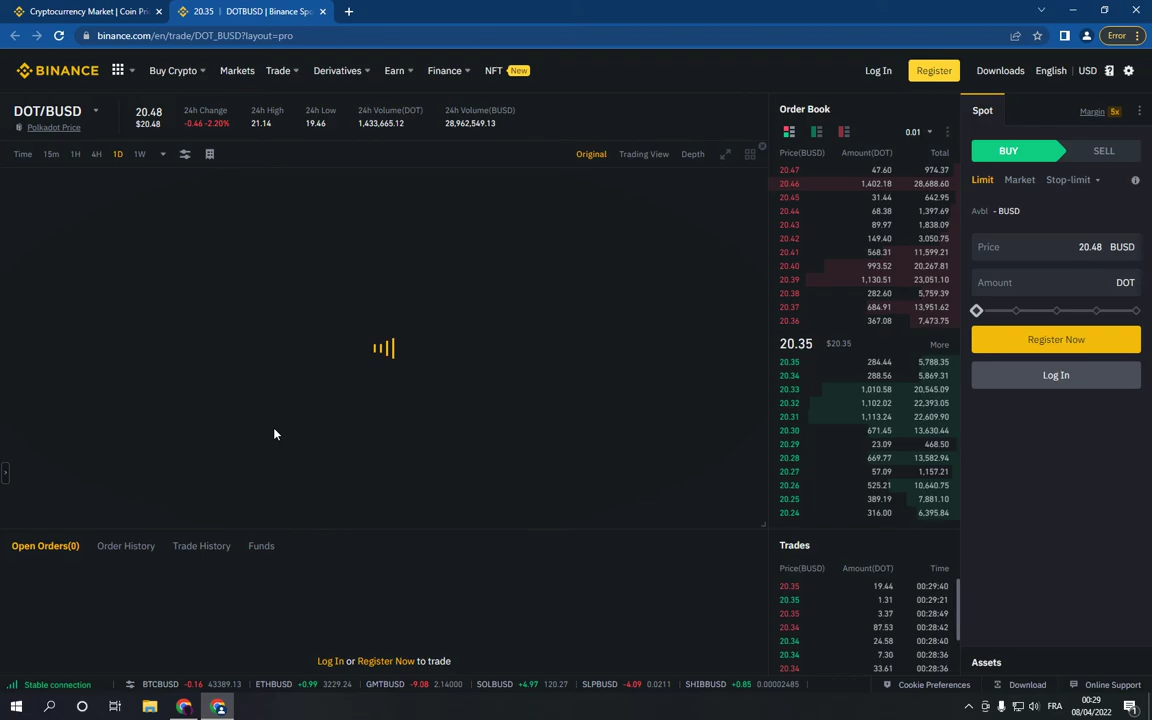 Cryptocurrency Market | Coin Pri
20.35 | DOTBUSD | Binance Spo
binance.com/en/trade/DOT_BUSD?layout=pro
Error
BINANCE
Buy Crypto
Markets
Trade
Derivatives
Earn
Finance
NFT New
Log In
Register
Downloads
English | USD
DOT/BUSD
Polkadot Price
20.48
$20.48
24h Change
-0.46 -2.20%
24h High
21.14
24h Low
19.46
24h Volume(DOT)
1,433,665.12
24h Volume(BUSD)
28,962,549.13
Time 15m 1H 4H 1D 1W
Original Trading View Depth
Order Book
0.01
Price(BUSD) Amount(DOT) Total
20.47 47.60 974.37
20.46 1,402.18 28,688.60
20.45 31.44 642.95
20.44 68.38 1,397.69
20.43 89.97 1,838.09
20.42 149.40 3,050.75
20.41 568.31 11,599.21
20.40 993.52 20,267.81
20.39 1,130.51 23,051.10
20.38 282.60 5,759.39
20.37 684.91 13,951.62
20.36 367.08 7,473.75
20.35 $20.35 More
20.35 284.44 5,788.35
20.34 288.56 5,869.31
20.33 1,010.58 20,545.09
20.32 1,102.02 22,393.05
20.31 1,113.24 22,609.90
20.30 671.45 13,630.44
20.29 23.09 468.50
20.28 669.77 13,582.94
20.27 57.09 1,157.21
20.26 525.21 10,640.75
20.25 389.19 7,881.10
20.24 316.00 6,395.84
Spot
Margin 5x
BUY SELL
Limit Market Stop-limit
Avbl - BUSD
Price 20.48 BUSD
Amount DOT
Register Now
Log In
Open Orders(0) Order History Trade History Funds
Log In or Register Now to trade
Trades
Price(BUSD) Amount(DOT) Time
20.35 19.44 00:29:40
20.35 1.31 00:29:21
20.35 3.37 00:28:49
20.34 87.53 00:28:42
20.34 24.58 00:28:40
20.34 7.30 00:28:36
20.34 33.61 00:28:36
Assets
Stable connection
BTCBUSD -0.16 43389.13
ETHBUSD +0.99 3229.24
GMTBUSD -9.08 2.14000
SOLBUSD +4.97 120.27
SLPBUSD -4.09 0.0211
SHIBBUSD +0.85 0.00002485
Cookie Preferences
Download
Online Support
FRA
00:29
08/04/2022